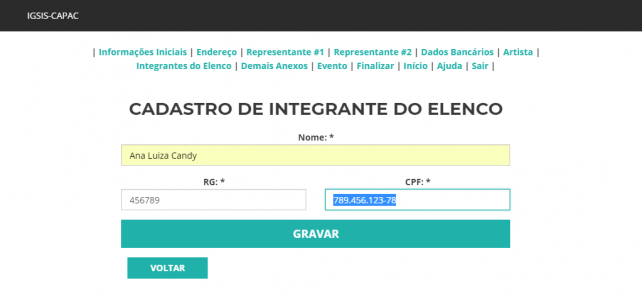 IGSIS-CAPAC
| Informações Iniciais | Endereço | Representante #1 | Representante #2 | Dados Bancários | Artista |
Integrantes do Elenco | Demais Anexos | Evento | Finalizar | Início | Ajuda | Sair |
CADASTRO DE INTEGRANTE DO ELENCO
Nome: *
Ana Luiza Candy
RG: * CPF: *
456789 789.456.123-78
GRAVAR
VOLTAR